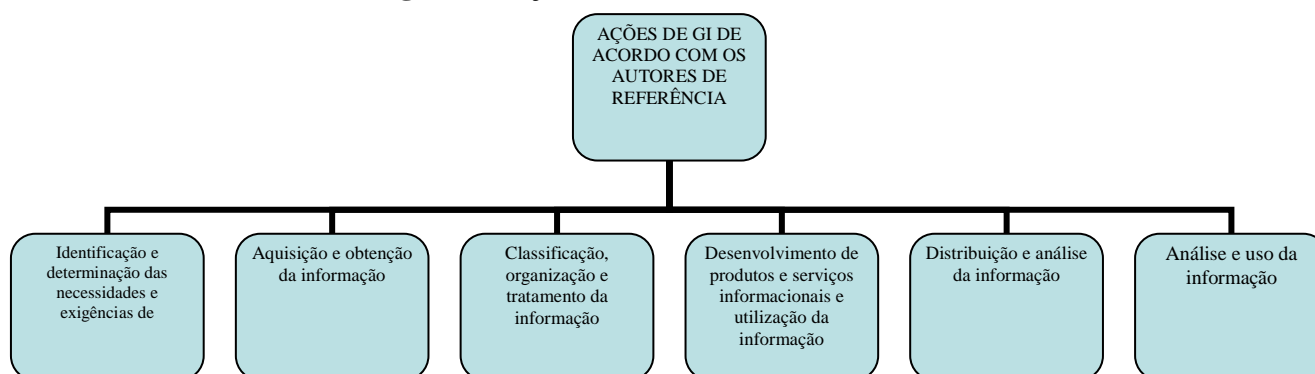 AÇÕES DE GI DE
ACORDO COM OS
AUTORES DE
REFERÊNCIA
Identificação e
determinação das
necessidades e
exigências de
Aquisição e obtenção
da informação
Classificação,
organização e
tratamento da
informação
Desenvolvimento de
produtos e serviços
informacionais e
utilização da
informação
Distribuição e análise
da informação
Análise e uso da
informação